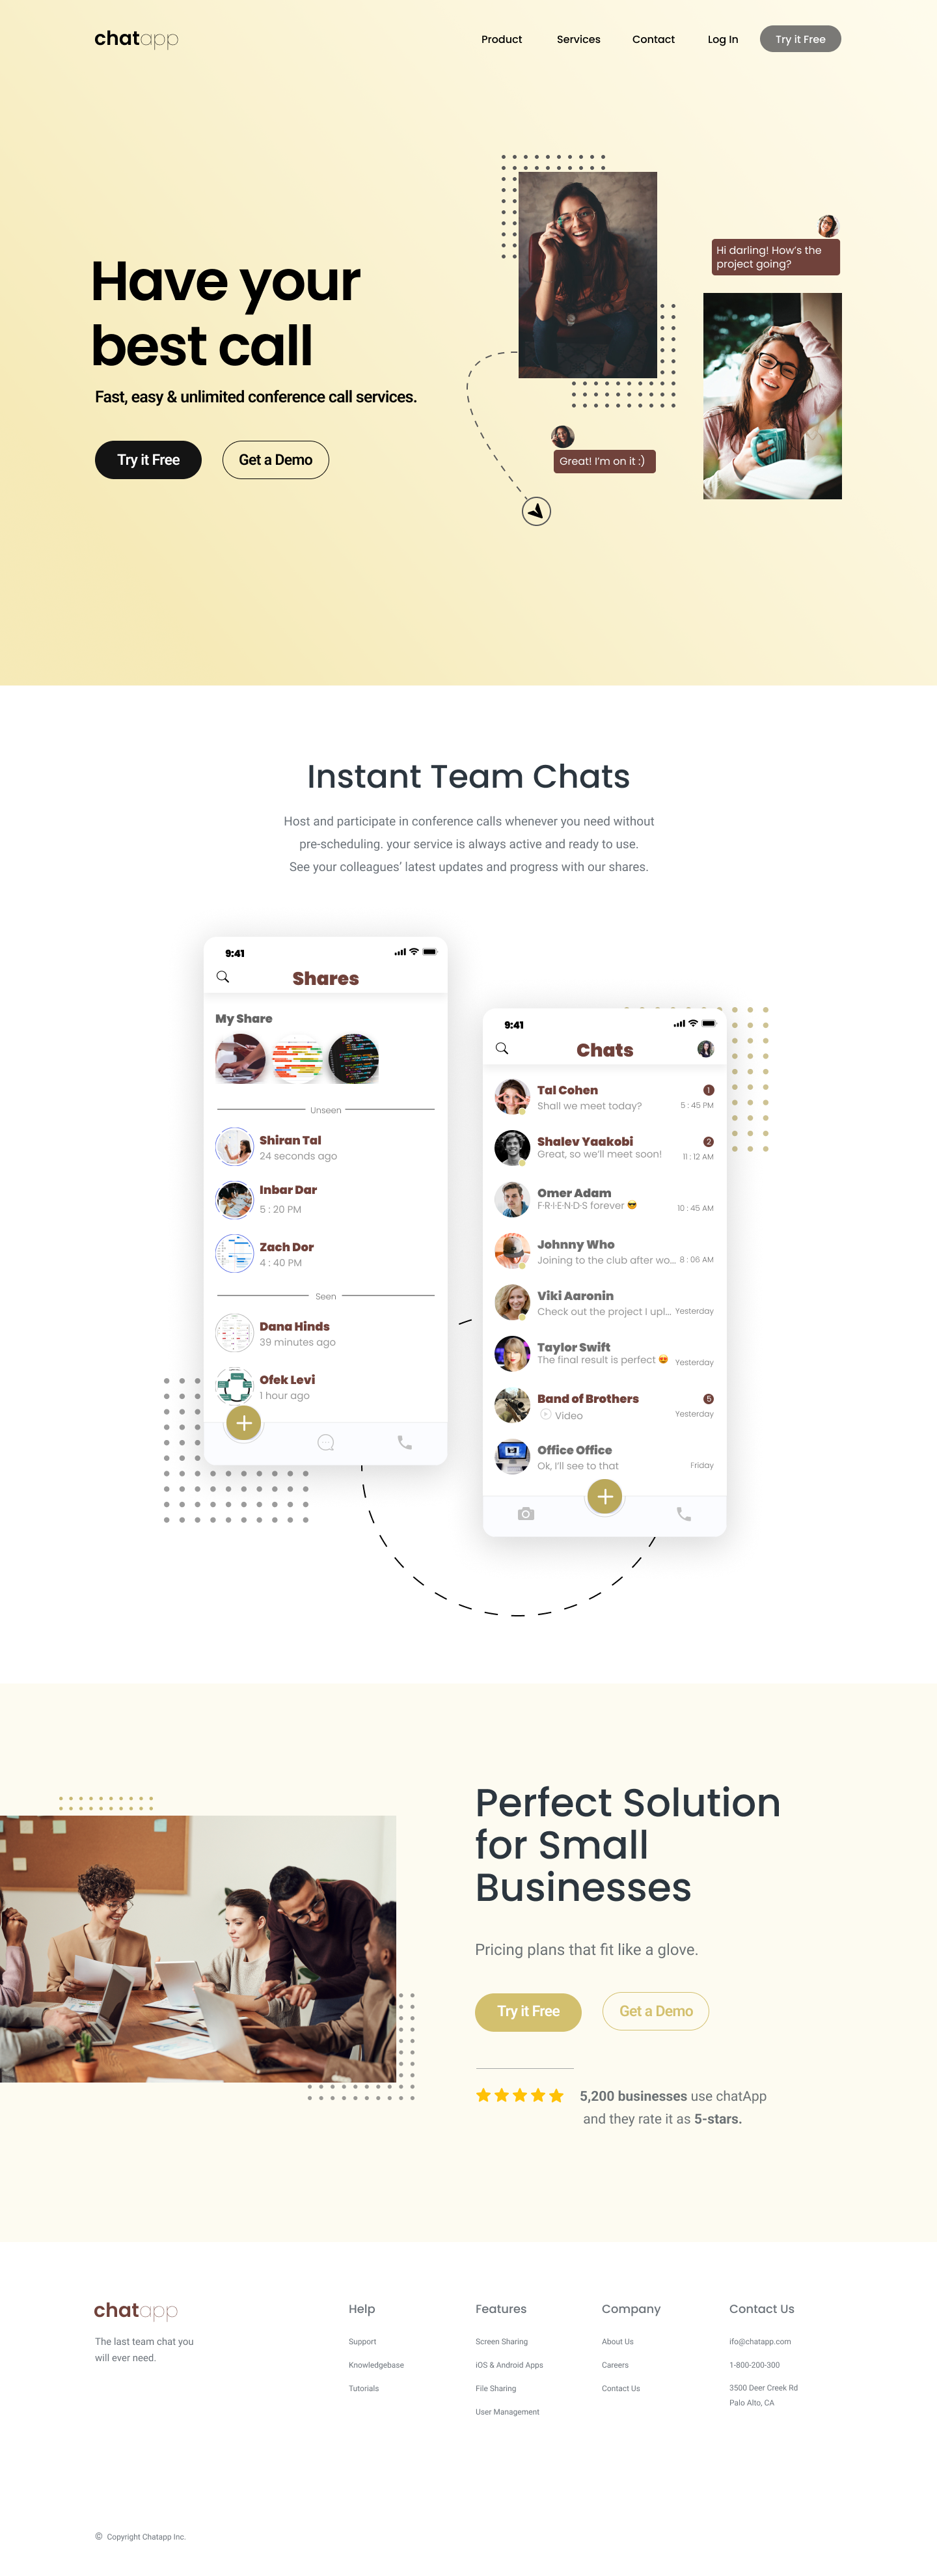 chatapp
Product
Services
Contact
Log In
Try it Free
Hi darling! How's the
project going?
Have your
best call
Fast, easy & unlimited conference call services.
Try it Free
Get a Demo
Great! I'm on it :)
Instant Team Chats
Host and participate in conference calls whenever you need without
pre-scheduling. your service is always active and ready to use.
See your colleagues' latest updates and progress with our shares.
9:41
Shares
My Share
Unseen
Shiran Tal
24 seconds ago
Inbar Dar
5 : 20 PM
Zach Dor
4 : 40 PM
Seen
Dana Hinds
39 minutes ago
Ofek Levi
1 hour ago
9:41
Chats
Tal Cohen
1
Shall we meet today?
5 : 45 PM
Shalev Yaakobi
2
Great, so we'll meet soon!
11 : 12 AM
Omer Adam
F·R·I·E·N·D·S forever 😎
10 : 45 AM
Johnny Who
Joining to the club after wo...
8 : 06 AM
Viki Aaronin
Check out the project I upl...
Yesterday
Taylor Swift
The final result is perfect 😍
Yesterday
Band of Brothers
5
Video
Yesterday
Office Office
Ok, I'll see to that
Friday
Perfect Solution
for Small
Businesses
Pricing plans that fit like a glove.
Try it Free
Get a Demo
5,200 businesses use chatApp
and they rate it as 5-stars.
chatapp
The last team chat you
will ever need.
Help
Support
Knowledgebase
Tutorials
Features
Screen Sharing
iOS & Android Apps
File Sharing
User Management
Company
About Us
Careers
Contact Us
Contact Us
ifo@chatapp.com
1-800-200-300
3500 Deer Creek Rd
Palo Alto, CA
© Copyright Chatapp Inc.